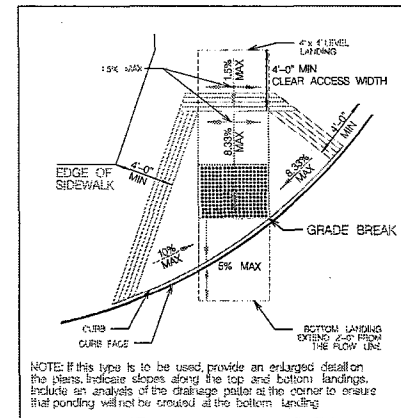 4' x 4' LEVEL
LANDING
1.5% MAX
1.5%
MAX
4'-0" MIN
CLEAR ACCESS WIDTH
8.33%
MAX
4'-0"
MIN
4'-0"
MIN
EDGE OF
SIDEWALK
8.33%
MAX
GRADE BREAK
10%
MAX
5% MAX
CURB
CURB FACE
BOTTOM LANDING
EXTEND 2'-0" FROM
THE FLOW LINE
NOTE: If this type is to be used, provide an enlarged detail on
the plans. Indicate slopes along the top and bottom landings.
Include an analysis of the drainage patter at the corner to ensure
that ponding will not be created at the bottom landing